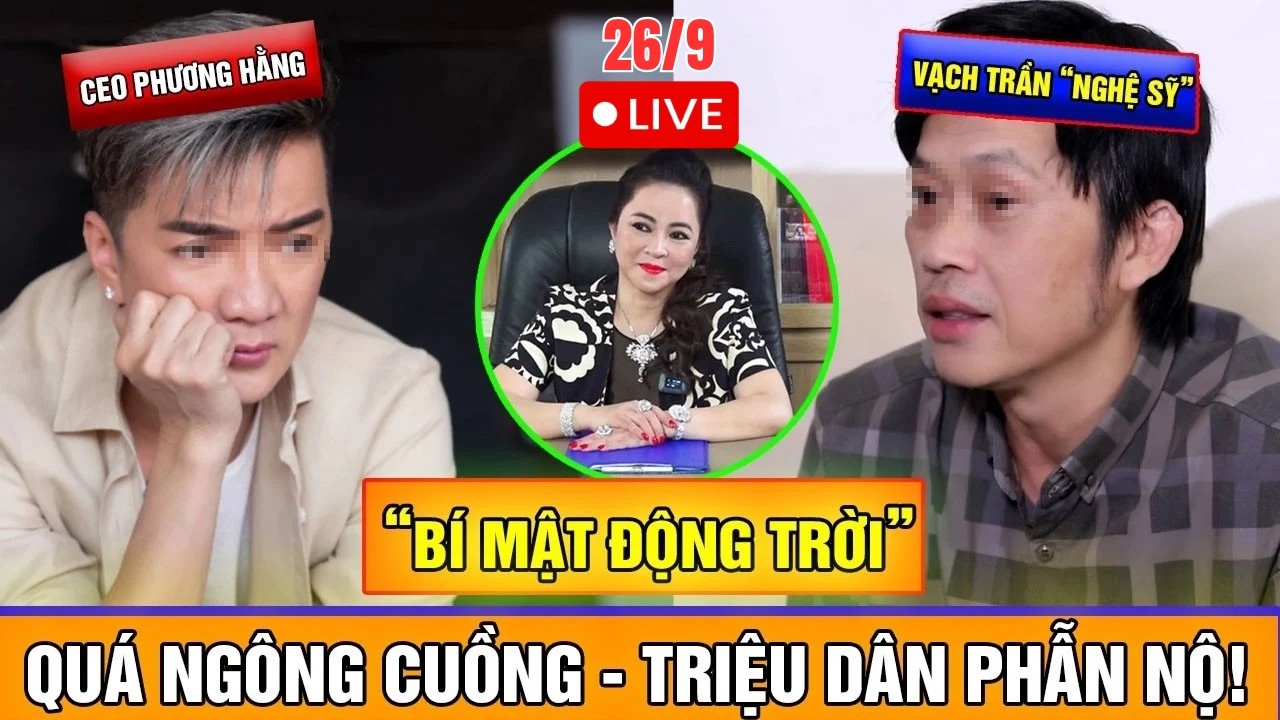 CEO PHƯƠNG HẰNG
26/9
LIVE
VẠCH TRẦN “NGHỆ SỸ”
“BÍ MẬT ĐỘNG TRỜI”
QUÁ NGÔNG CUỒNG - TRIỆU DÂN PHẪN NỘ!